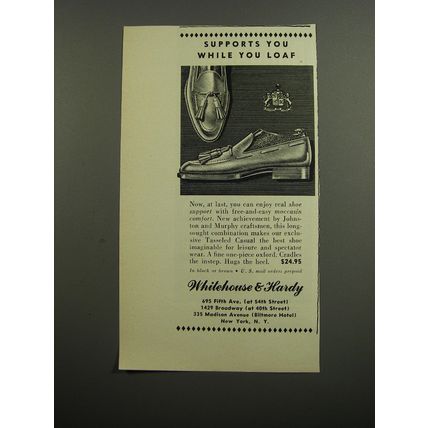 SUPPORTS YOU
WHILE YOU LOAF
Now, at last, you can enjoy real shoe
support with free-and-easy moccasin
comfort. New achievement by Johns-
ton and Murphy craftsmen, this long-
sought combination makes our exclu-
sive Tasseled Casual the best shoe
imaginable for leisure and spectator
wear. A fine one-piece oxford. Cradles
the instep. Hugs the heel. $24.95
In black or brown • U. S. mail orders prepaid
Whitehouse & Hardy
695 Fifth Ave. (at 54th Street)
1429 Broadway (at 40th Street)
335 Madison Avenue (Biltmore Hotel)
New York, N. Y.